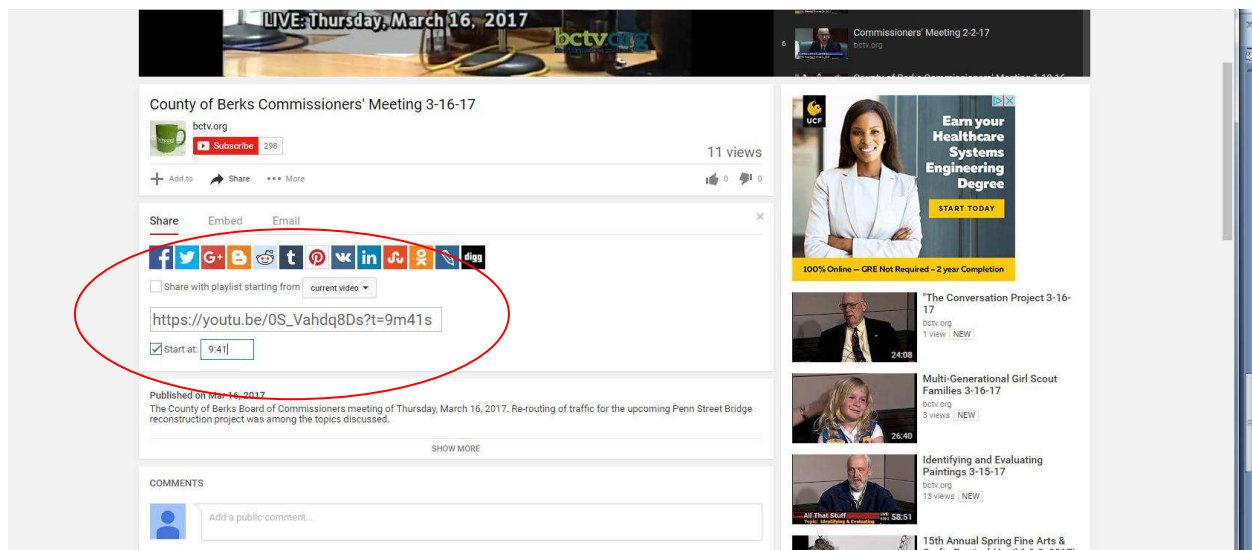 LIVE: Thursday, March 16, 2017
bctv.org
6
Commissioners' Meeting 2-2-17
bctv.org
County of Berks Commissioners' Meeting 3-16-17
bctv.org
Subscribe 298
11 views
Add to Share More
0 0
Share Embed Email
G+ t in digg
Share with playlist starting from current video
https://youtu.be/0S_Vahdq8Ds?t=9m41s
Start at: 9:41
Published on Mar 16, 2017
The County of Berks Board of Commissioners meeting of Thursday, March 16, 2017. Re-routing of traffic for the upcoming Penn Street Bridge
reconstruction project was among the topics discussed.
SHOW MORE
COMMENTS
Add a public comment...
UCF
Earn your
Healthcare
Systems
Engineering
Degree
START TODAY
100% Online – GRE Not Required – 2 year Completion
"The Conversation Project 3-16-
17
bctv.org
1 view NEW
24:08
Multi-Generational Girl Scout
Families 3-16-17
bctv.org
3 views NEW
26:40
Identifying and Evaluating
Paintings 3-15-17
bctv.org
13 views NEW
All That Stuff
Topic: Identifying & Evaluating
58:51
15th Annual Spring Fine Arts &